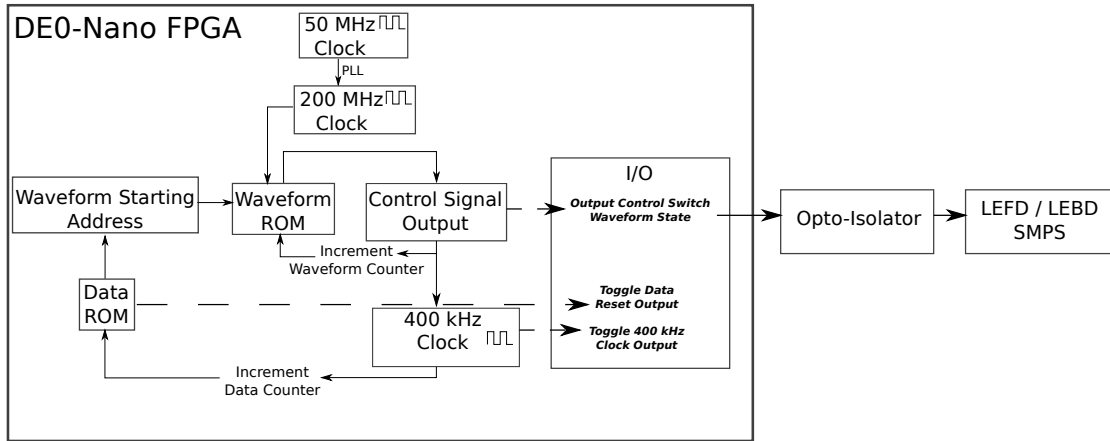 DE0-Nano FPGA
50 MHz
Clock
PLL
200 MHz
Clock
Waveform Starting
Address
Waveform
ROM
Control Signal
Output
Increment
Waveform Counter
Data
ROM
400 kHz
Clock
Increment
Data Counter
I/O
Output Control Switch
Waveform State
Toggle Data
Reset Output
Toggle 400 kHz
Clock Output
Opto-Isolator
LEFD / LEBD
SMPS